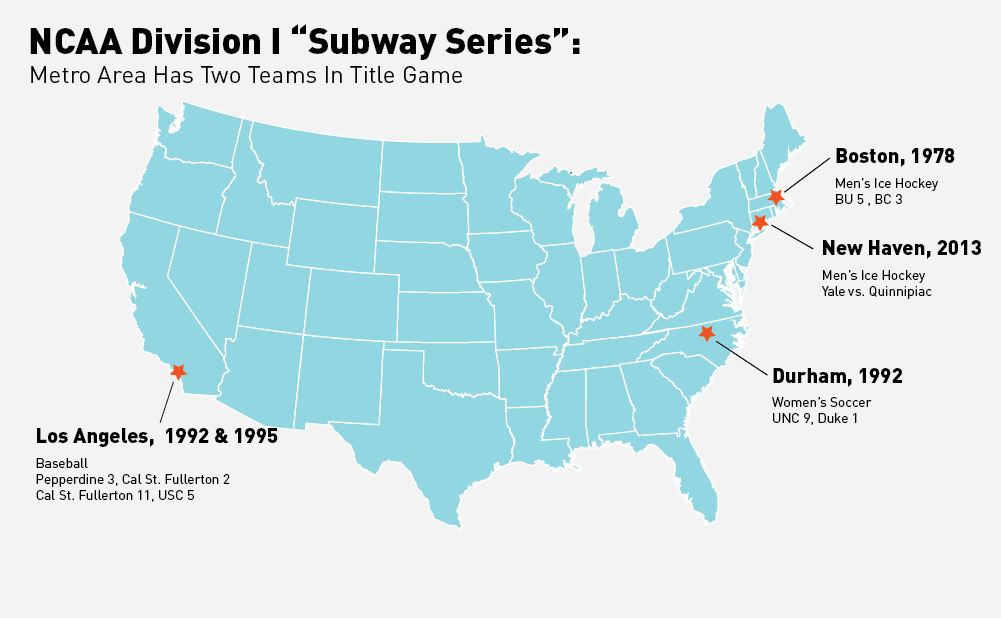 NCAA Division I “Subway Series”:
Metro Area Has Two Teams In Title Game
Boston, 1978
Men’s Ice Hockey
BU 5 , BC 3
New Haven, 2013
Men’s Ice Hockey
Yale vs. Quinnipiac
Durham, 1992
Women’s Soccer
UNC 9, Duke 1
Los Angeles, 1992 & 1995
Baseball
Pepperdine 3, Cal St. Fullerton 2
Cal St. Fullerton 11, USC 5